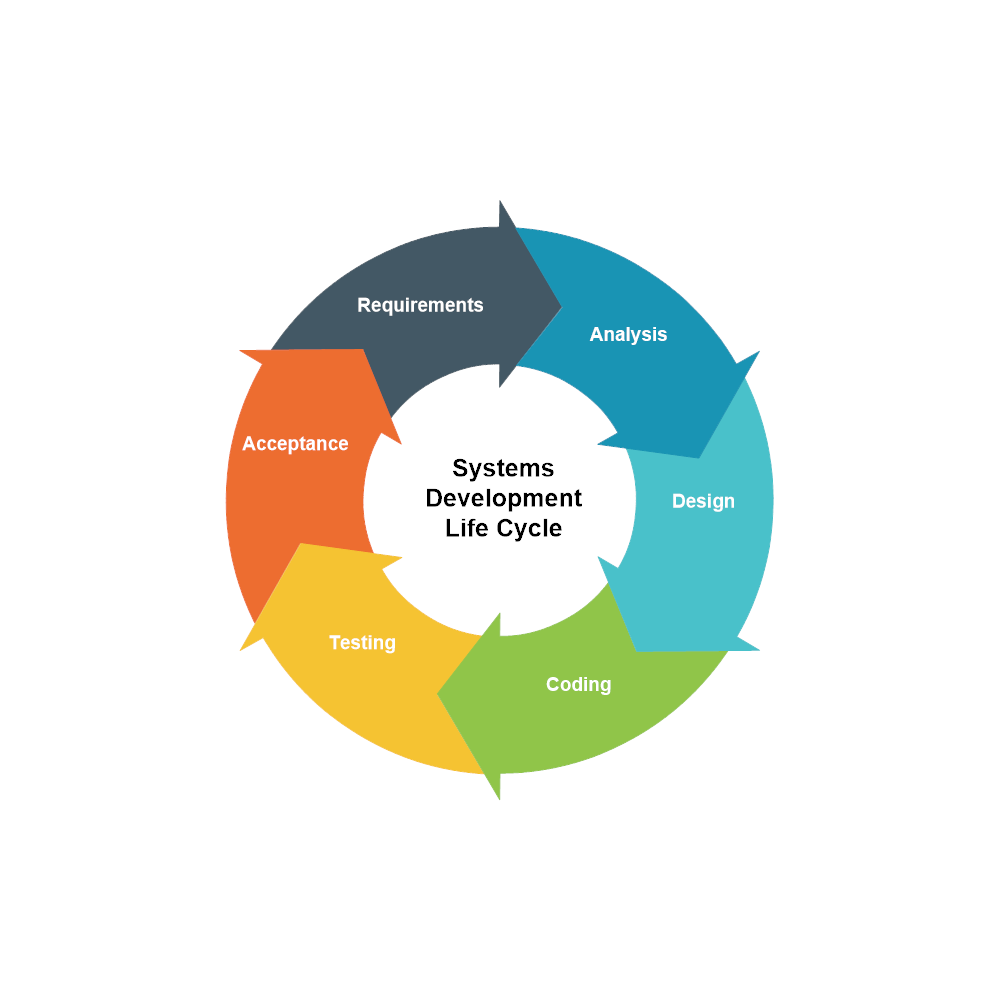 Requirements
Analysis
Design
Coding
Testing
Acceptance
Systems
Development
Life Cycle